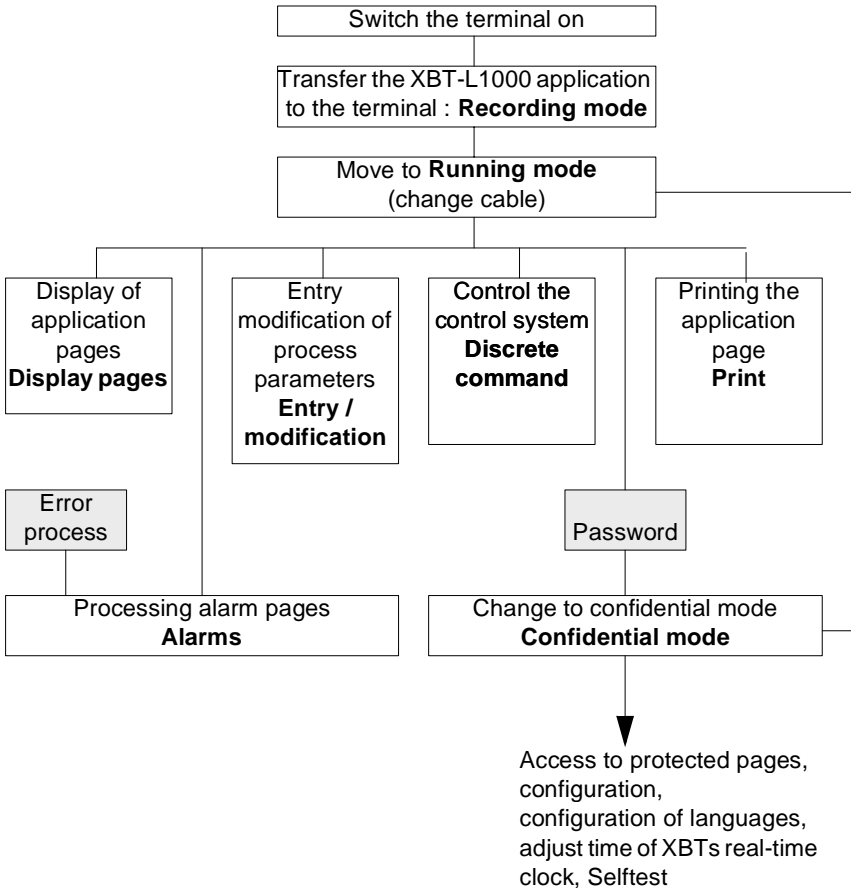 Switch the terminal on
Transfer the XBT-L1000 application
to the terminal : Recording mode
Move to Running mode
(change cable)
Display of
application
pages
Display pages
Entry
modification of
process
parameters
Entry /
modification
Control the
control system
Discrete
command
Printing the
application
page
Print
Error
process
Password
Processing alarm pages
Alarms
Change to confidential mode
Confidential mode
Access to protected pages,
configuration,
configuration of languages,
adjust time of XBTs real-time
clock, Selftest